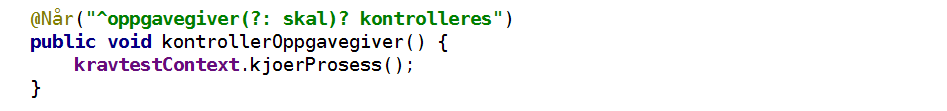 @Når("^oppgavegiver(?: skal)? kontrolleres")
public void kontrollerOppgavegiver() {
    kravtestContext.kjoerProsess();
}